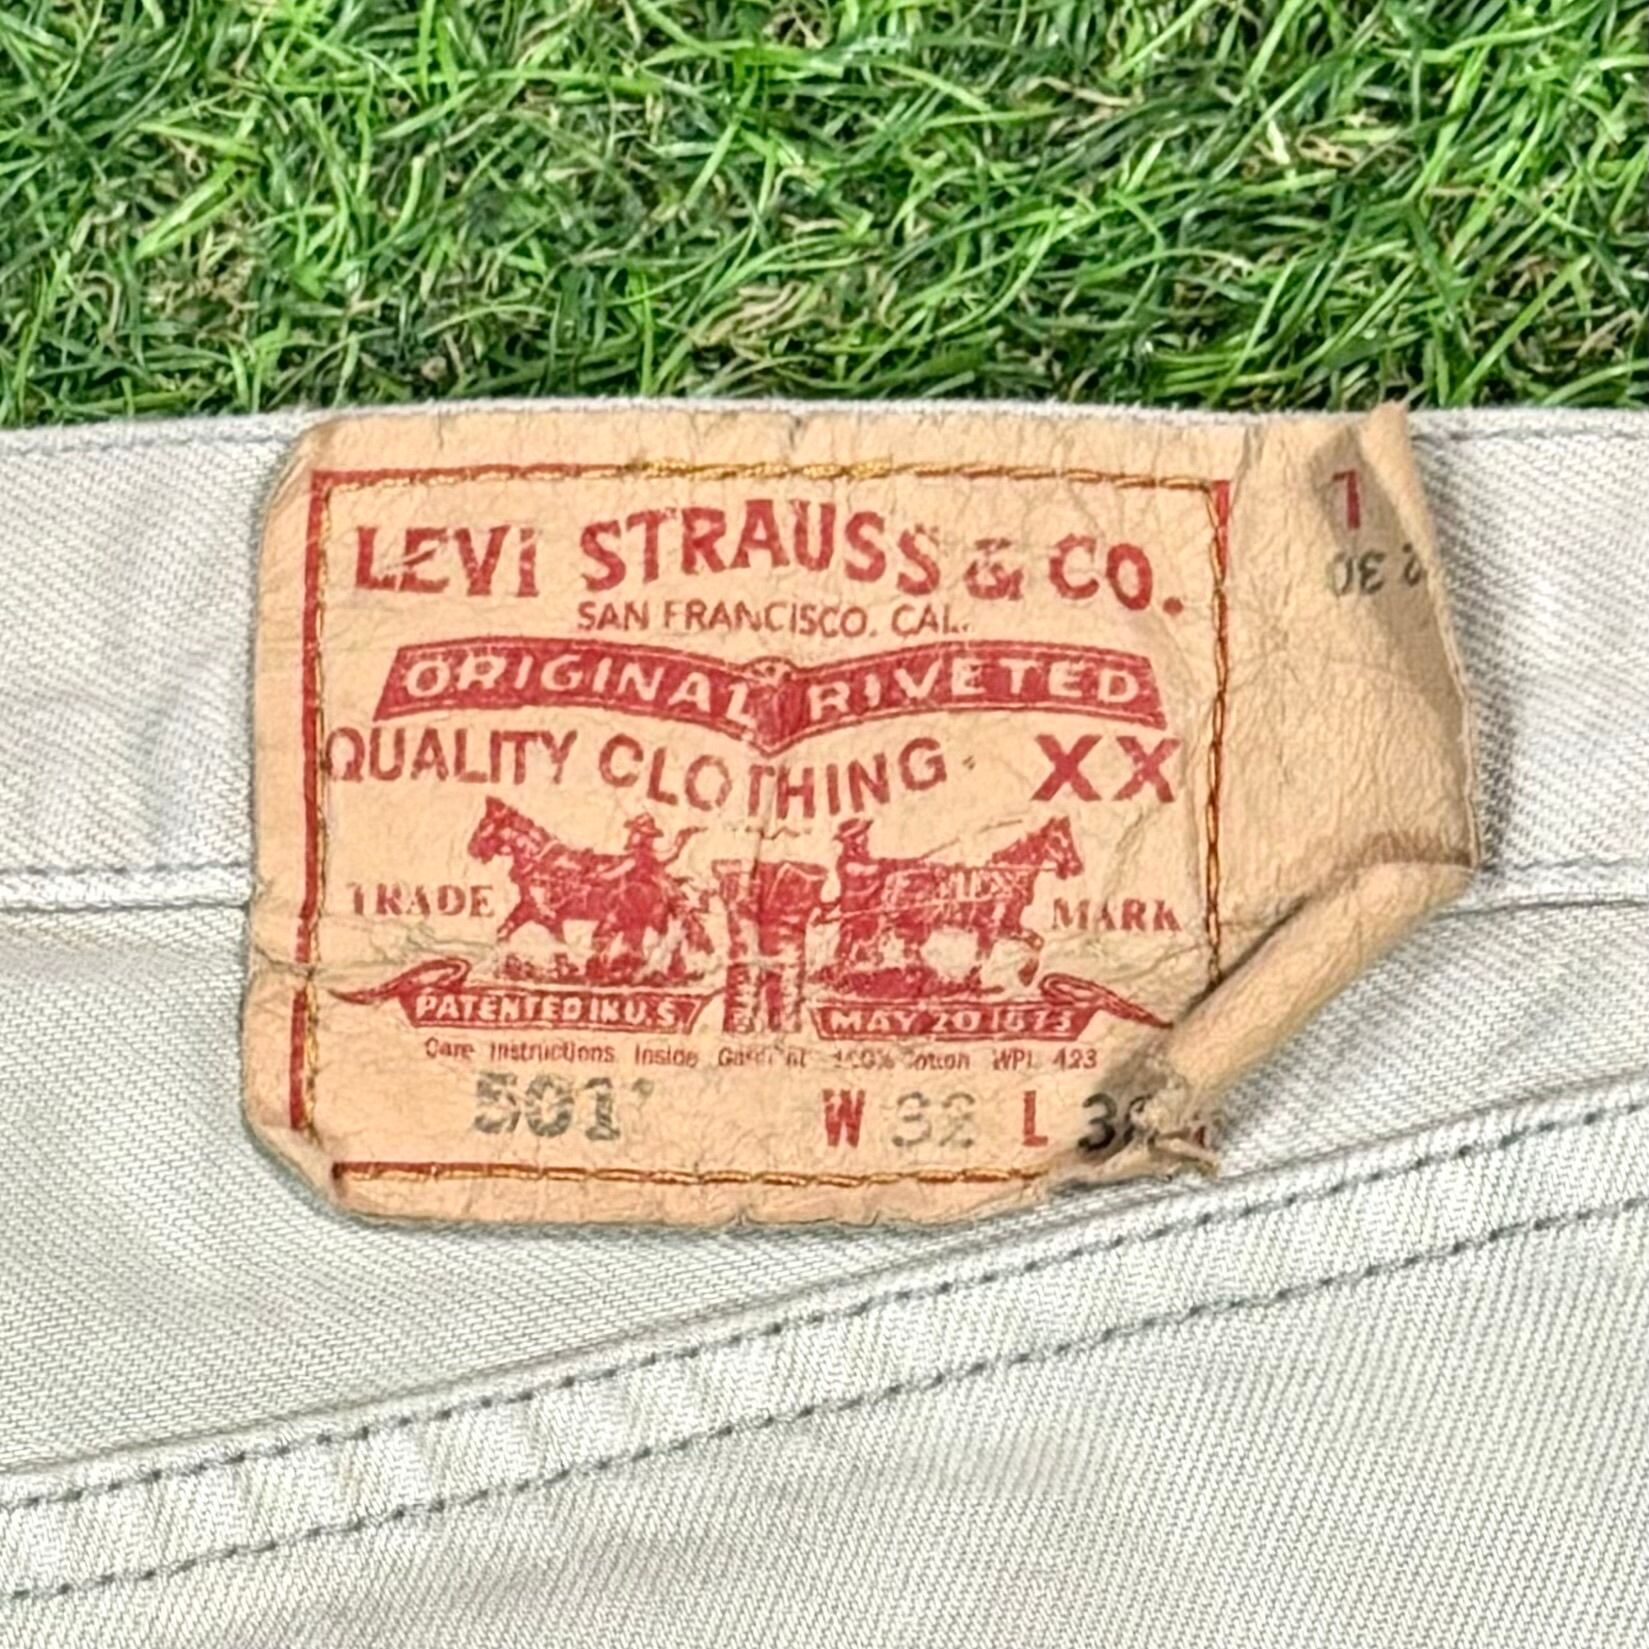 LEVI STRAUSS & CO.
SAN FRANCISCO, CAL.
ORIGINAL RIVETED
QUALITY CLOTHING XX
TRADE MARK
PATENTED IN U.S. MAY 20 1873
Care Instructions Inside Garment 100% Cotton WPL 423
501 W 32 L
L
30